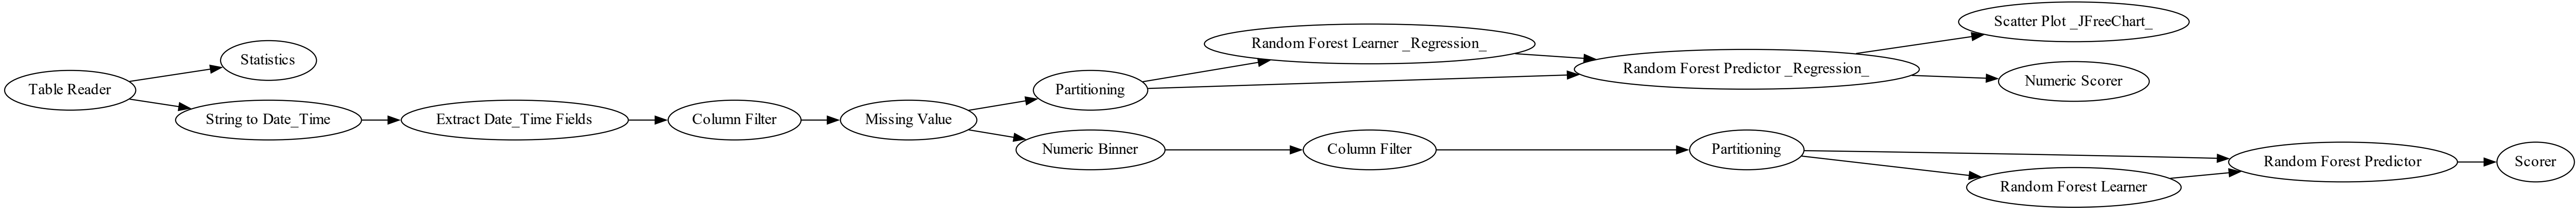 Table Reader
Statistics
String to Date_Time
Extract Date_Time Fields
Column Filter
Missing Value
Partitioning
Random Forest Learner _Regression_
Random Forest Predictor _Regression_
Scatter Plot _JFreeChart_
Numeric Scorer
Numeric Binner
Column Filter
Partitioning
Random Forest Learner
Random Forest Predictor
Scorer